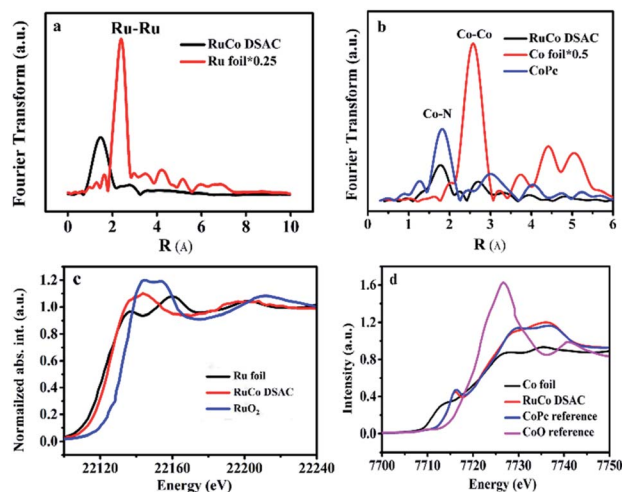 a
Ru-Ru
RuCo DSAC
Ru foil*0.25
Fourier Transform (a.u.)
0 2 4 6 8 10
R (Å)
b
Co-Co
Co-N
RuCo DSAC
Co foil*0.5
CoPc
Fourier Transform (a.u.)
0 1 2 3 4 5 6
R (Å)
c
Ru foil
RuCo DSAC
RuO2
Normalized abs. int. (a.u.)
1.2
1.0
0.8
0.6
0.4
0.2
0.0
22120 22160 22200 22240
Energy (eV)
d
Co foil
RuCo DSAC
CoPc reference
CoO reference
Intensity (a.u.)
1.6
1.2
0.8
0.4
0.0
7700 7710 7720 7730 7740 7750
Energy (eV)